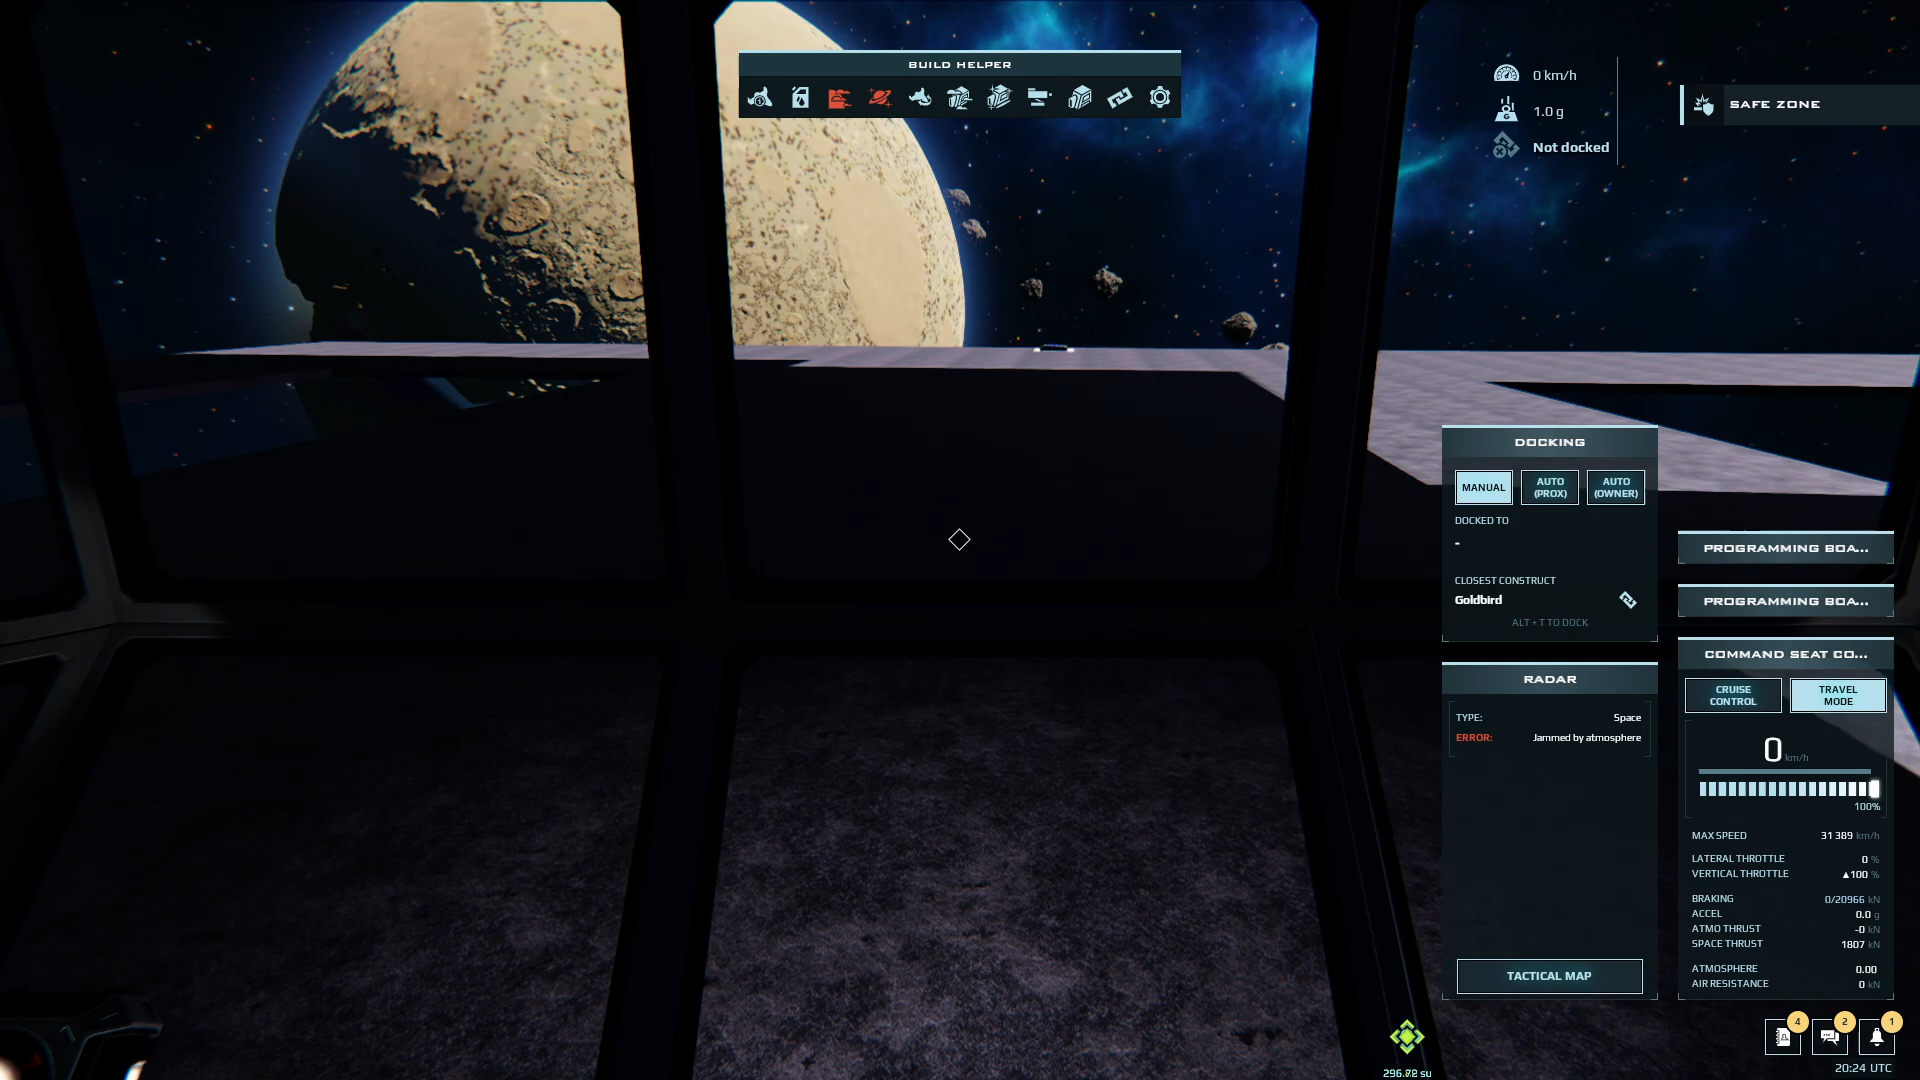 BUILD HELPER
0 km/h
1.0 g
Not docked
SAFE ZONE
DOCKING
MANUAL
AUTO (PROX)
AUTO (OWNER)
DOCKED TO
-
CLOSEST CONSTRUCT
Goldbird
ALT + T TO DOCK
RADAR
TYPE: Space
ERROR: Jammed by atmosphere
TACTICAL MAP
PROGRAMMING BOA...
PROGRAMMING BOA...
COMMAND SEAT CO...
CRUISE CONTROL
TRAVEL MODE
0 km/h
100%
MAX SPEED 31 389 km/h
LATERAL THROTTLE 0 %
VERTICAL THROTTLE ▲100 %
BRAKING 0/20966 kN
ACCEL 0.0 g
ATMO THRUST -0 kN
SPACE THRUST 1807 kN
ATMOSPHERE 0.00
AIR RESISTANCE 0 kN
4
2
1
20:24 UTC
su